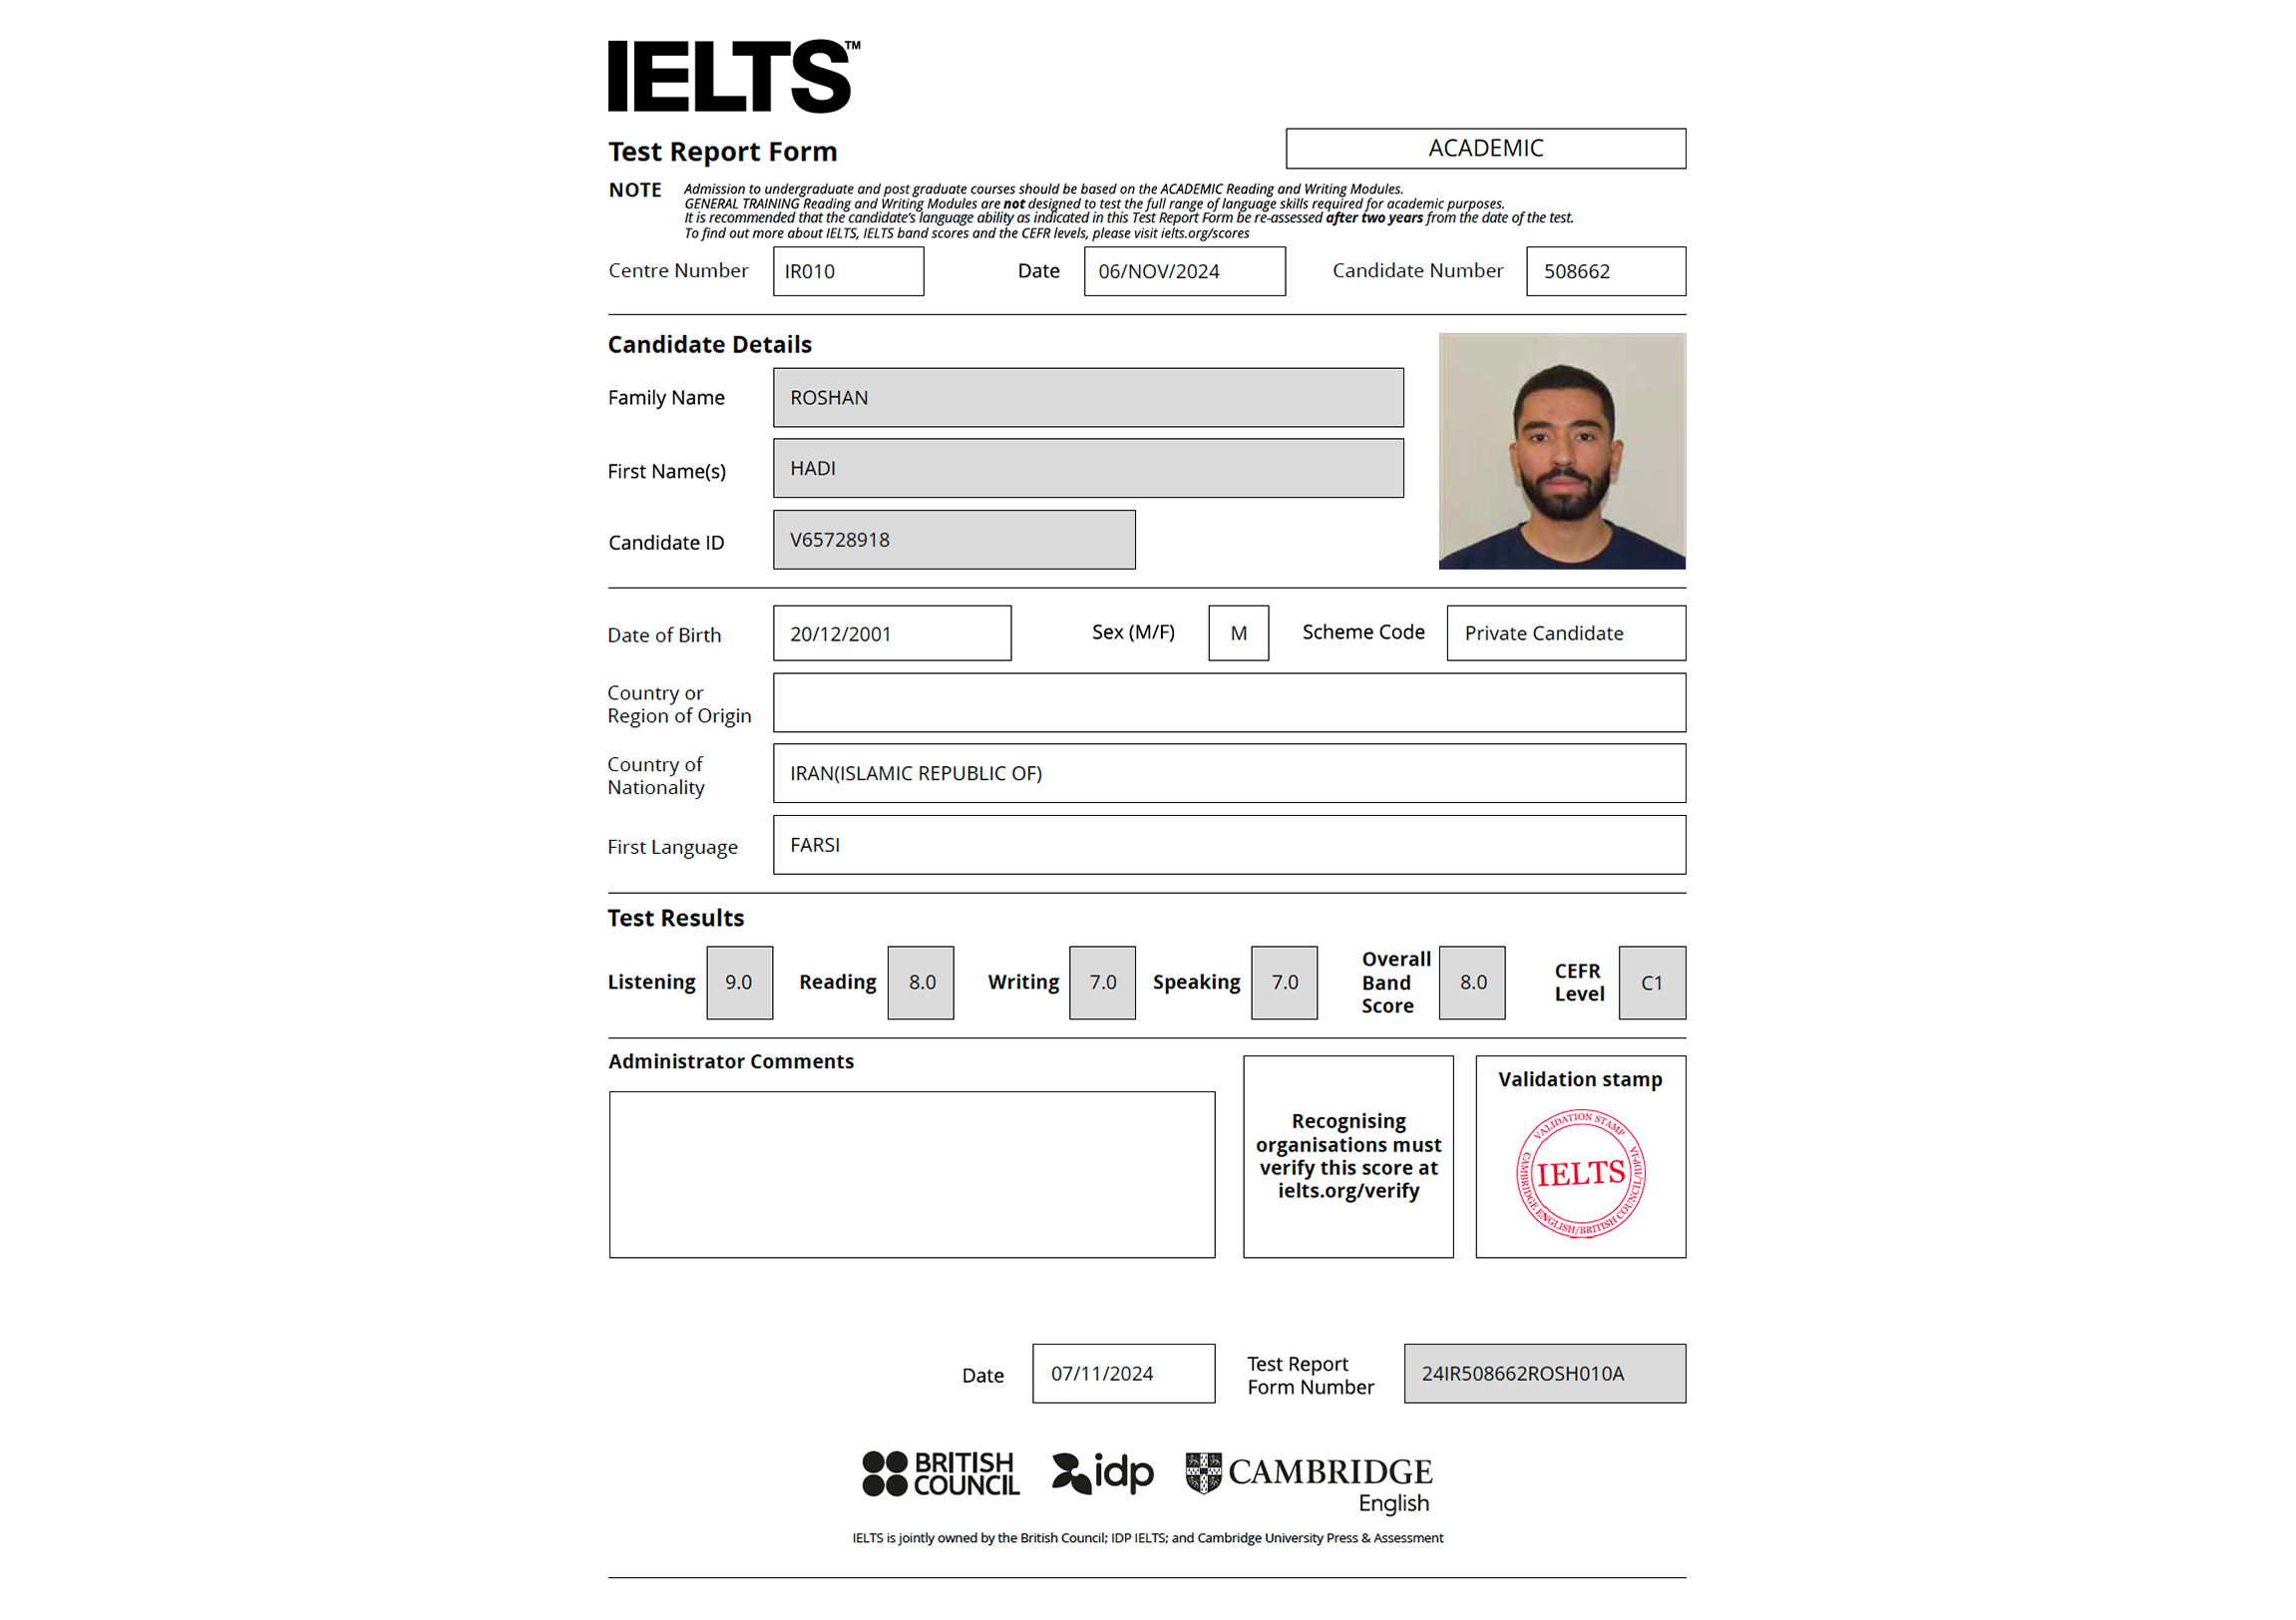 IELTS™
Test Report Form
ACADEMIC
NOTE
Admission to undergraduate and post graduate courses should be based on the ACADEMIC Reading and Writing Modules.
GENERAL TRAINING Reading and Writing Modules are not designed to test the full range of language skills required for academic purposes.
It is recommended that the candidate's language ability as indicated in this Test Report Form be re-assessed after two years from the date of the test.
To find out more about IELTS, IELTS band scores and the CEFR levels, please visit ielts.org/scores
Centre Number IR010 Date 06/NOV/2024 Candidate Number 508662
Candidate Details
Family Name ROSHAN
First Name(s) HADI
Candidate ID V65728918
Date of Birth 20/12/2001 Sex (M/F) M Scheme Code Private Candidate
Country or
Region of Origin
Country of
Nationality
IRAN(ISLAMIC REPUBLIC OF)
First Language FARSI
Test Results
Listening 9.0 Reading 8.0 Writing 7.0 Speaking 7.0
Overall
Band
Score
8.0
CEFR
Level
C1
Administrator Comments
Recognising
organisations must
verify this score at
ielts.org/verify
Validation stamp
VALIDATION STAMP
IELTS
CAMBRIDGE ENGLISH/BRITISH COUNCIL/IDP:IA
Date 07/11/2024
Test Report
Form Number
24IR508662ROSH010A
BRITISH
COUNCIL
idp
CAMBRIDGE
English
IELTS is jointly owned by the British Council; IDP IELTS; and Cambridge University Press & Assessment